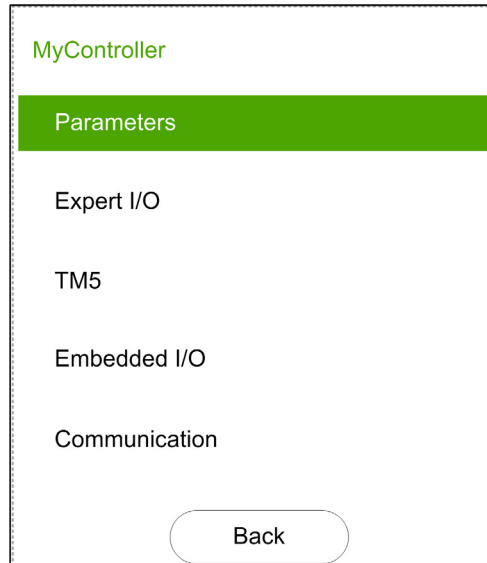 MyController
Parameters
Expert I/O
TM5
Embedded I/O
Communication
Back